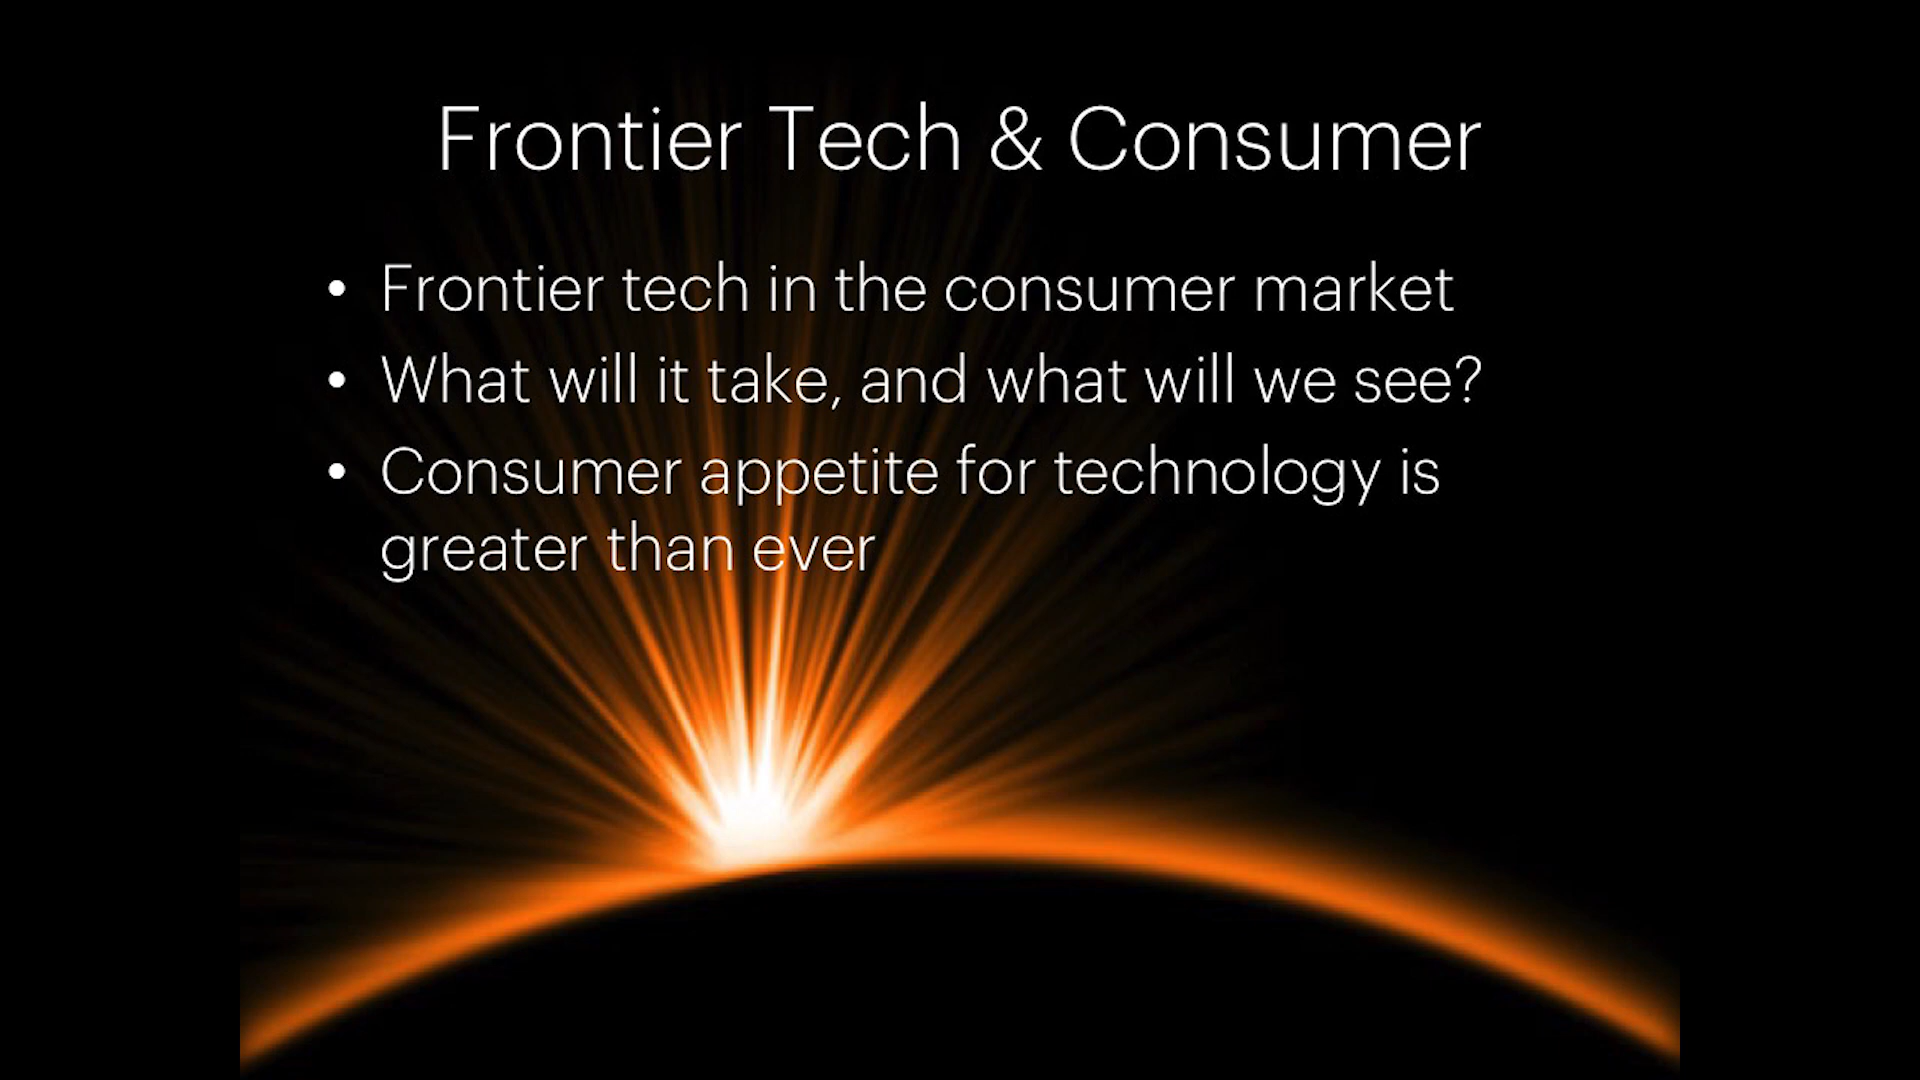 Frontier Tech & Consumer
• Frontier tech in the consumer market
• What will it take, and what will we see?
• Consumer appetite for technology is
greater than ever